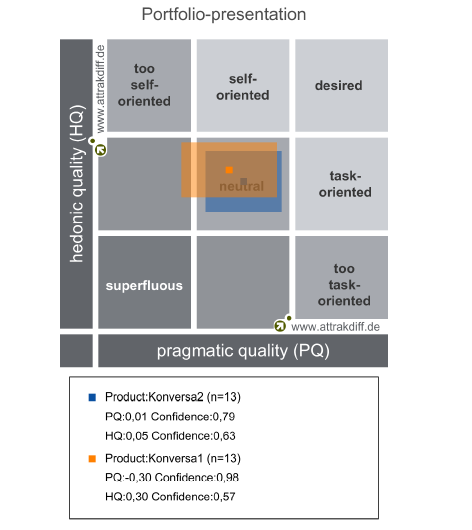 Portfolio-presentation
www.attrakdiff.de
hedonic quality (HQ)
too
self-
oriented
self-
oriented
desired
neutral
task-
oriented
superfluous
too
task-
oriented
www.attrakdiff.de
pragmatic quality (PQ)
Product:Konversa2 (n=13)
PQ:0,01 Confidence:0,79
HQ:0,05 Confidence:0,63
Product:Konversa1 (n=13)
PQ:-0,30 Confidence:0,98
HQ:0,30 Confidence:0,57